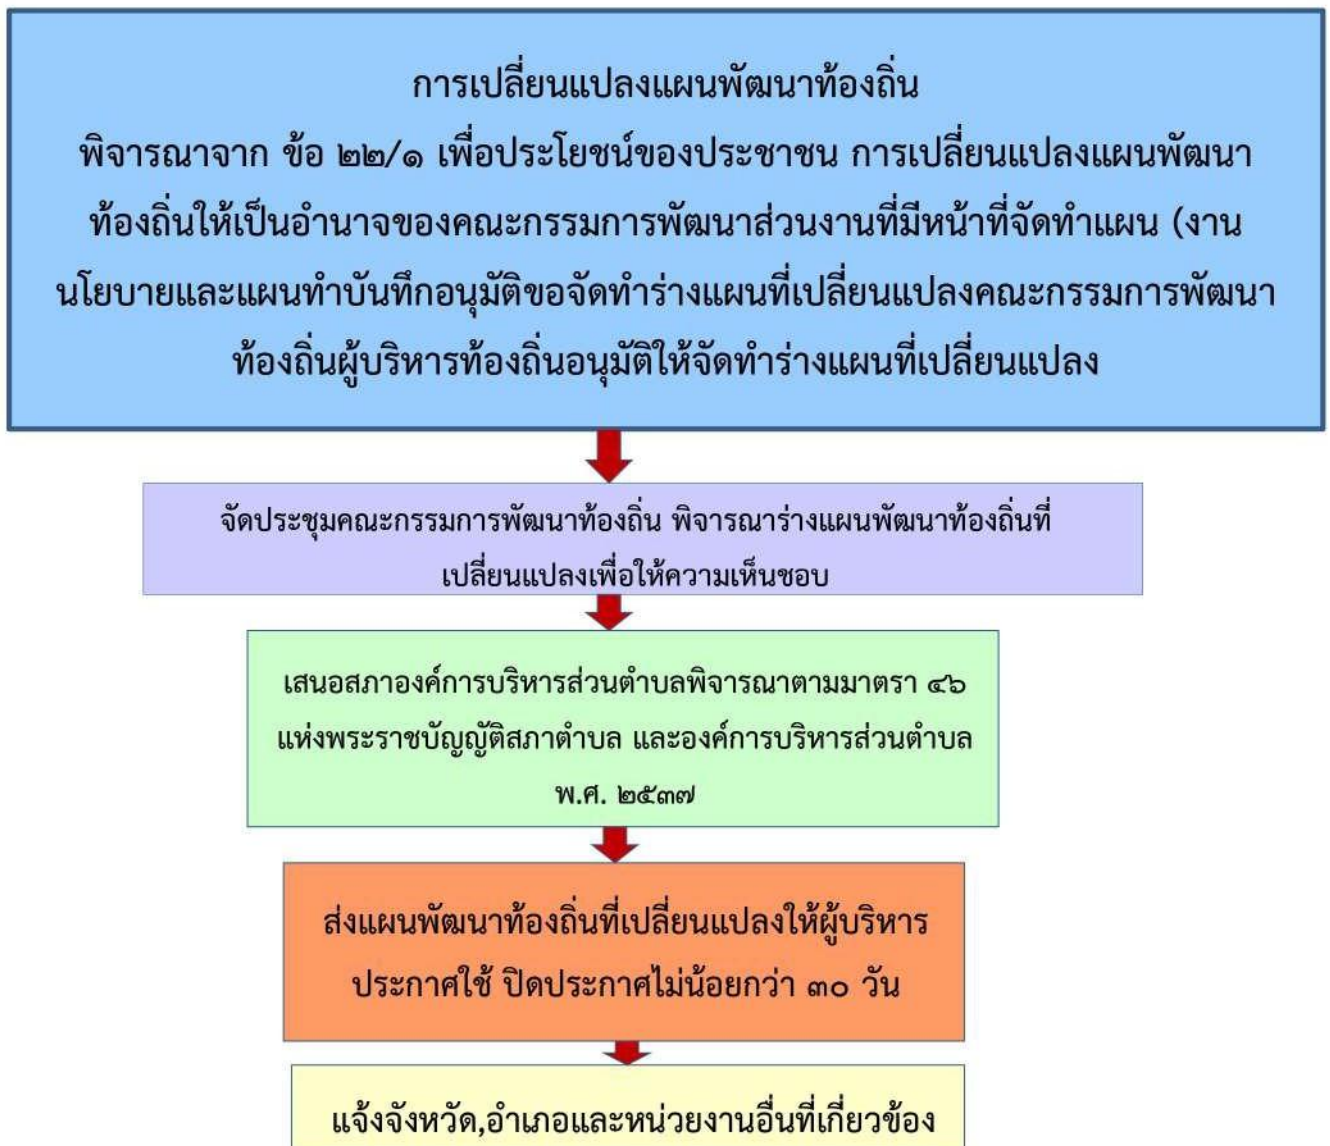 การเปลี่ยนแปลงแผนพัฒนาท้องถิ่น
พิจารณาจาก ข้อ ๒๒/๑ เพื่อประโยชน์ของประชาชน การเปลี่ยนแปลงแผนพัฒนา
ท้องถิ่นให้เป็นอำนาจของคณะกรรมการพัฒนาส่วนงานที่มีหน้าที่จัดทำแผน (งาน
นโยบายและแผนทำบันทึกอนุมัติขอจัดทำร่างแผนที่เปลี่ยนแปลงคณะกรรมการพัฒนา
ท้องถิ่นผู้บริหารท้องถิ่นอนุมัติให้จัดทำร่างแผนที่เปลี่ยนแปลง
จัดประชุมคณะกรรมการพัฒนาท้องถิ่น พิจารณาร่างแผนพัฒนาท้องถิ่นที่
เปลี่ยนแปลงเพื่อให้ความเห็นชอบ
เสนอสภาองค์การบริหารส่วนตำบลพิจารณาตามมาตรา ๔๖
แห่งพระราชบัญญัติสภาตำบล และองค์การบริหารส่วนตำบล
พ.ศ. ๒๕๓๗
ส่งแผนพัฒนาท้องถิ่นที่เปลี่ยนแปลงให้ผู้บริหาร
ประกาศใช้ ปิดประกาศไม่น้อยกว่า ๓๐ วัน
แจ้งจังหวัด,อำเภอและหน่วยงานอื่นที่เกี่ยวข้อง